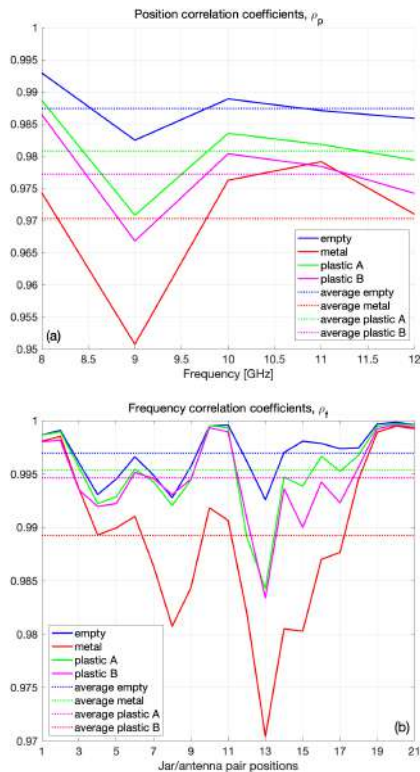 Position correlation coefficients, ρp
0.995
0.99
0.985
0.98
0.975
0.97
0.965
0.96
0.955
0.95
empty
metal
plastic A
plastic B
average empty
average metal
average plastic A
average plastic B
(a)
8 8.5 9 9.5 10 10.5 11 11.5 12
Frequency [GHz]
Frequency correlation coefficients, ρf
1
0.995
0.99
0.985
0.98
0.975
0.97
empty
metal
plastic A
plastic B
average empty
average metal
average plastic A
average plastic B
(b)
1 3 5 7 9 11 13 15 17 19 21
Jar/antenna pair positions